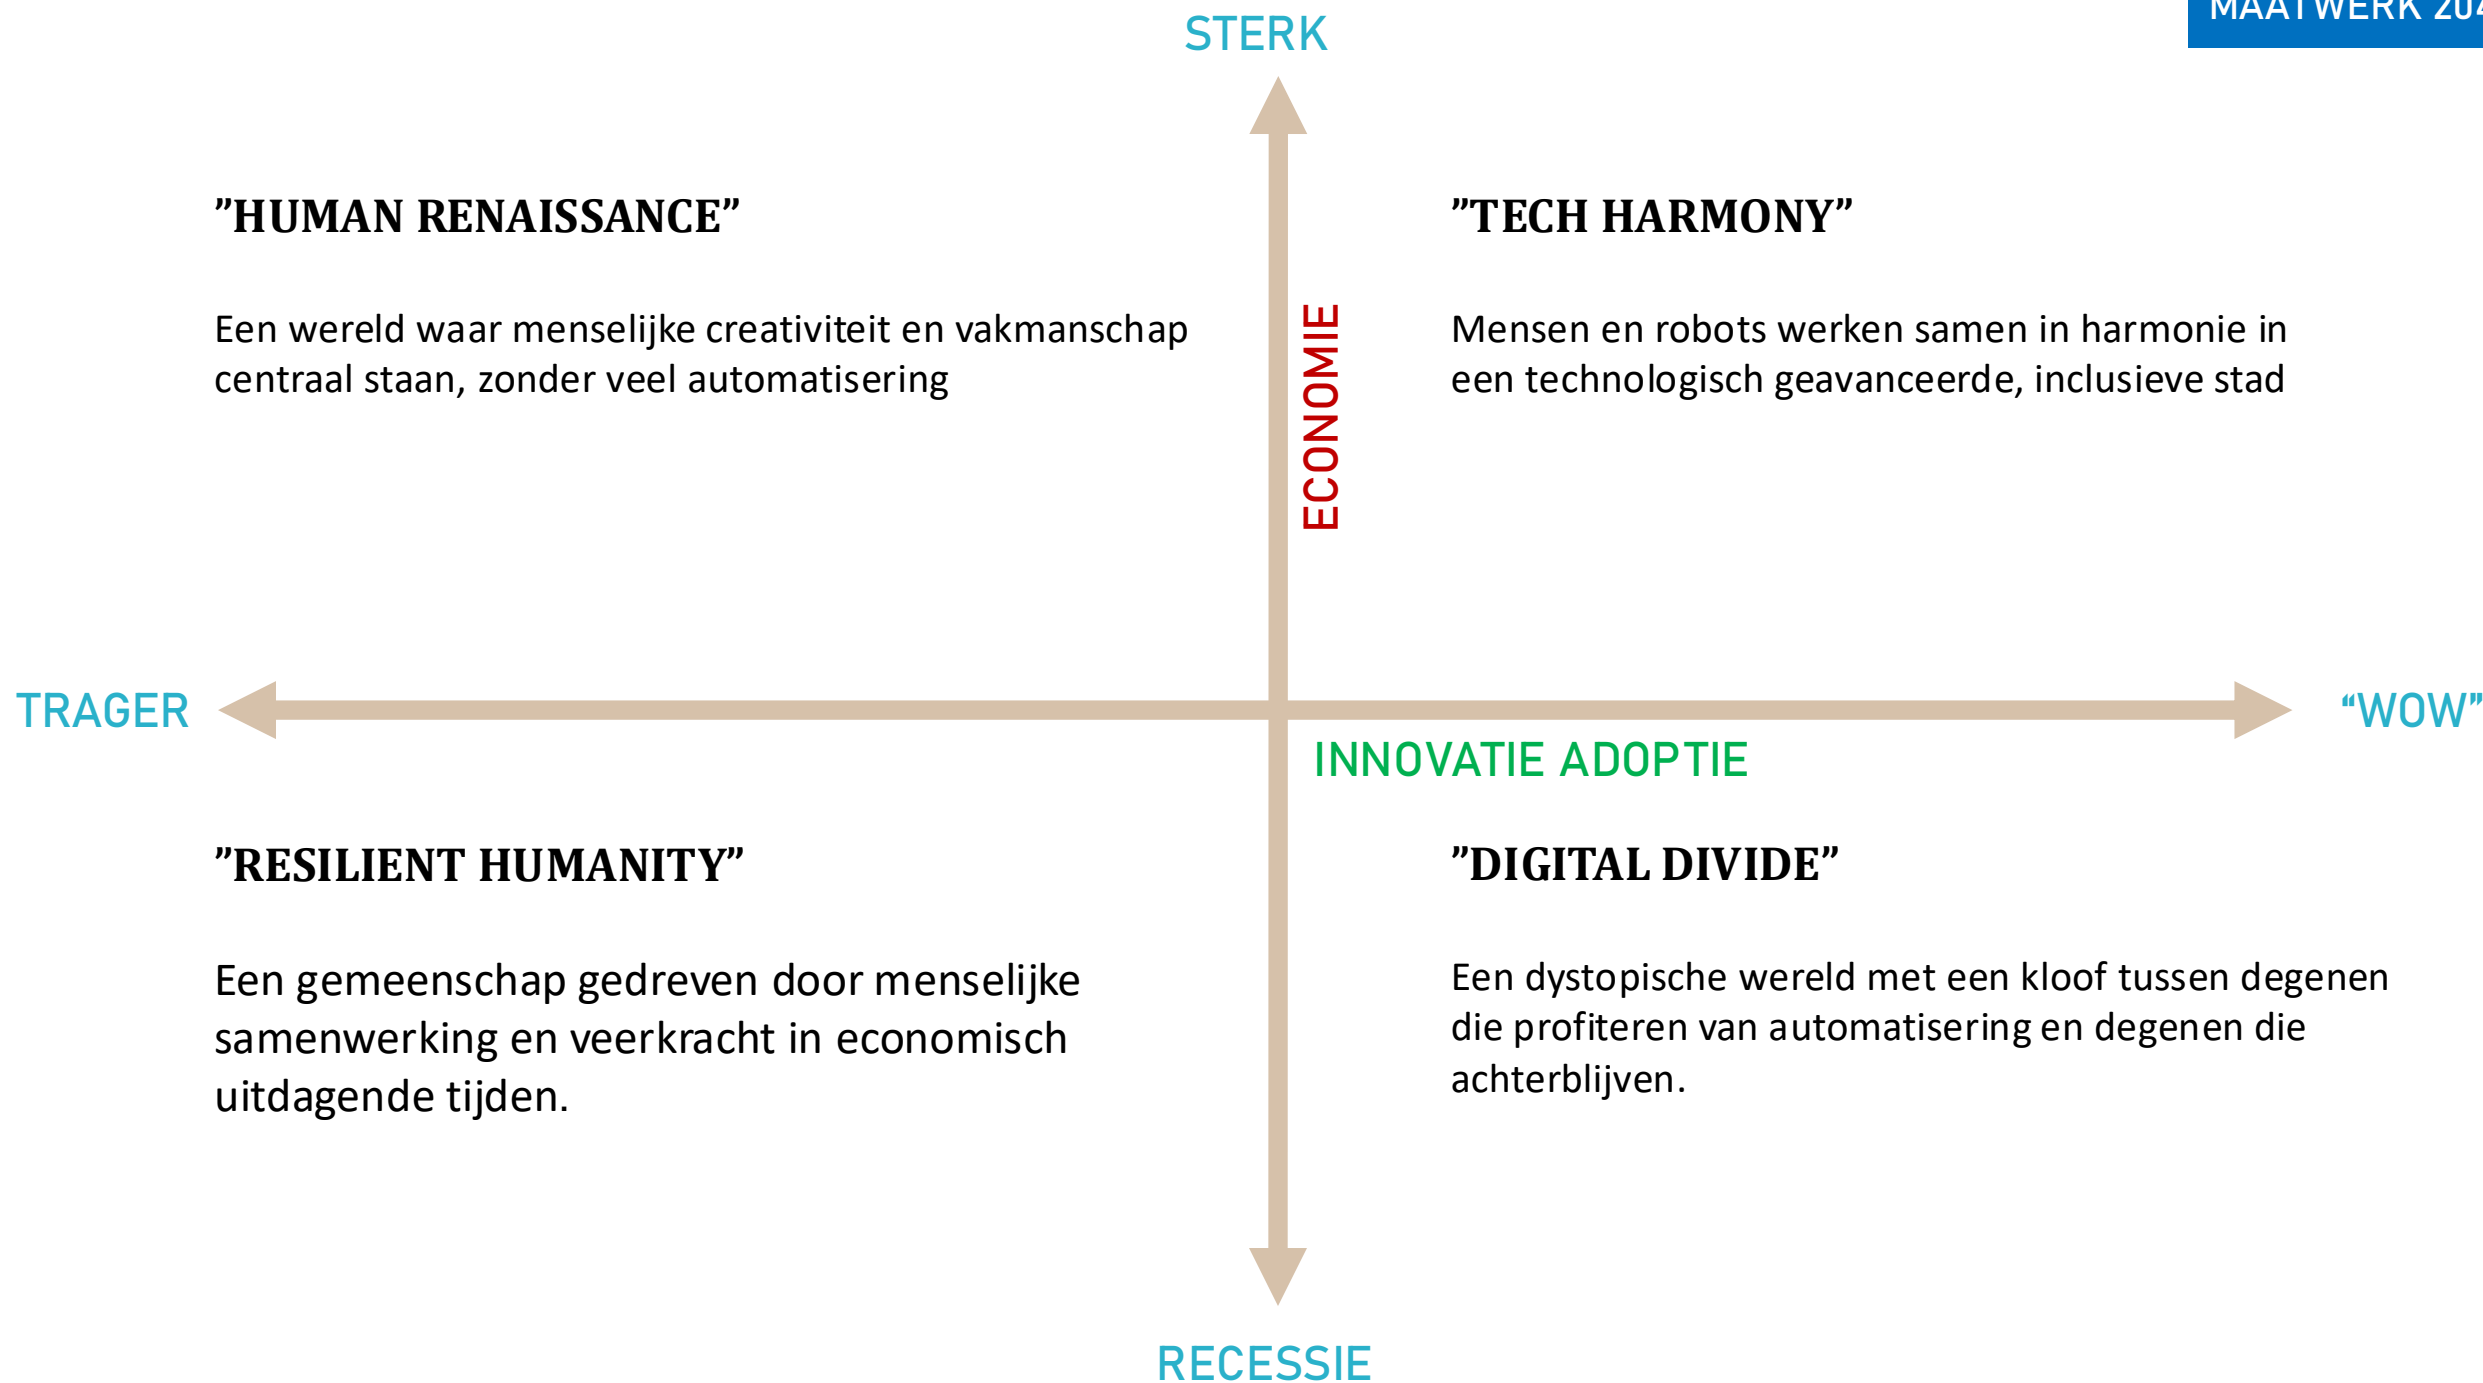 MAATWERK
STERK
”HUMAN RENAISSANCE”
Een wereld waar menselijke creativiteit en vakmanschap
centraal staan, zonder veel automatisering
”TECH HARMONY”
Mensen en robots werken samen in harmonie in
een technologisch geavanceerde, inclusieve stad
ECONOMIE
TRAGER
“WOW”
INNOVATIE ADOPTIE
”RESILIENT HUMANITY”
Een gemeenschap gedreven door menselijke
samenwerking en veerkracht in economisch
uitdagende tijden.
”DIGITAL DIVIDE”
Een dystopische wereld met een kloof tussen degenen
die profiteren van automatisering en degenen die
achterblijven.
RECESSIE